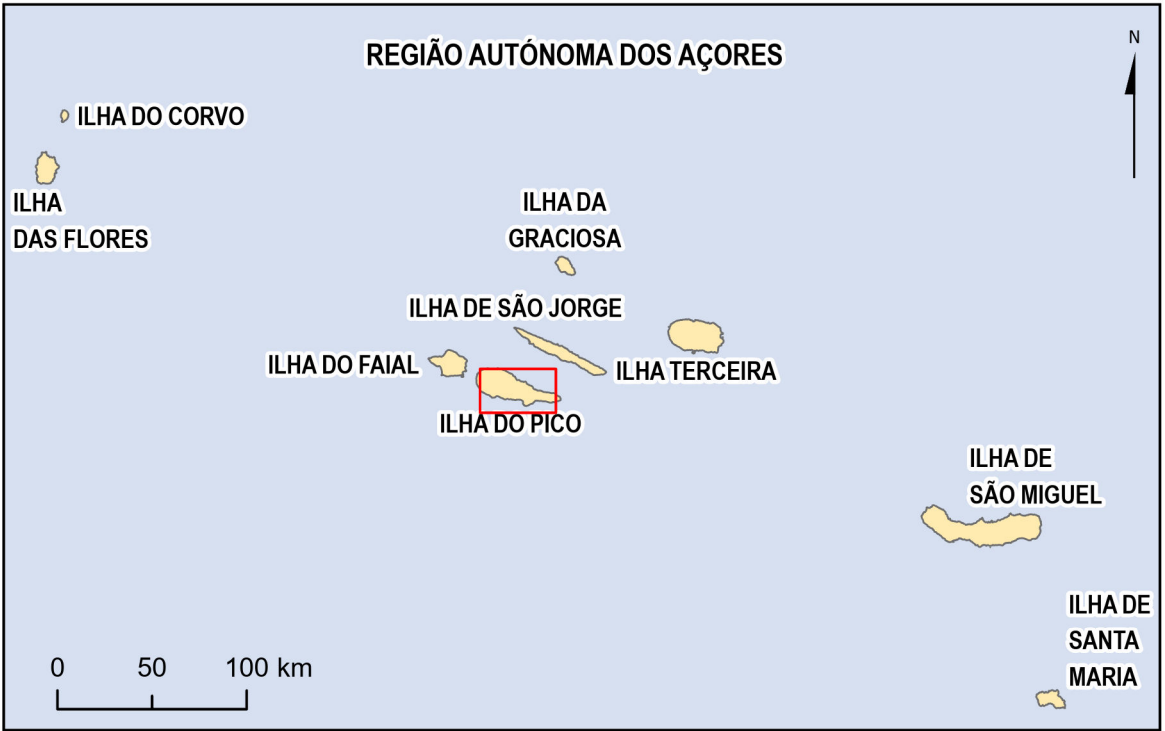 REGIÃO AUTÓNOMA DOS AÇORES
N
ILHA DO CORVO
ILHA
DAS FLORES
ILHA DA
GRACIOSA
ILHA DE SÃO JORGE
ILHA DO FAIAL
ILHA TERCEIRA
ILHA DO PICO
ILHA DE
SÃO MIGUEL
ILHA DE
SANTA
MARIA
0 50 100 km